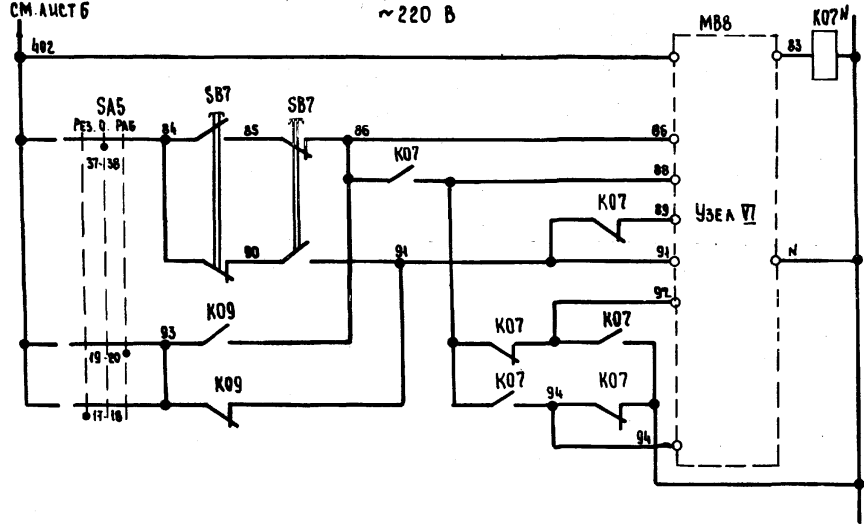 СМ. ЛИСТ 6
~220 В
402
МВ8
83
К07
N
SA5
РЕЗ. О. РАБ
37-38
84
SB7
85
SB7
86
86
К07
88
К07
89
УЗЕЛ VI
90
91
91
N
92
93
К09
19-20
К07
К07
К09
17-18
К07
94
К07
94